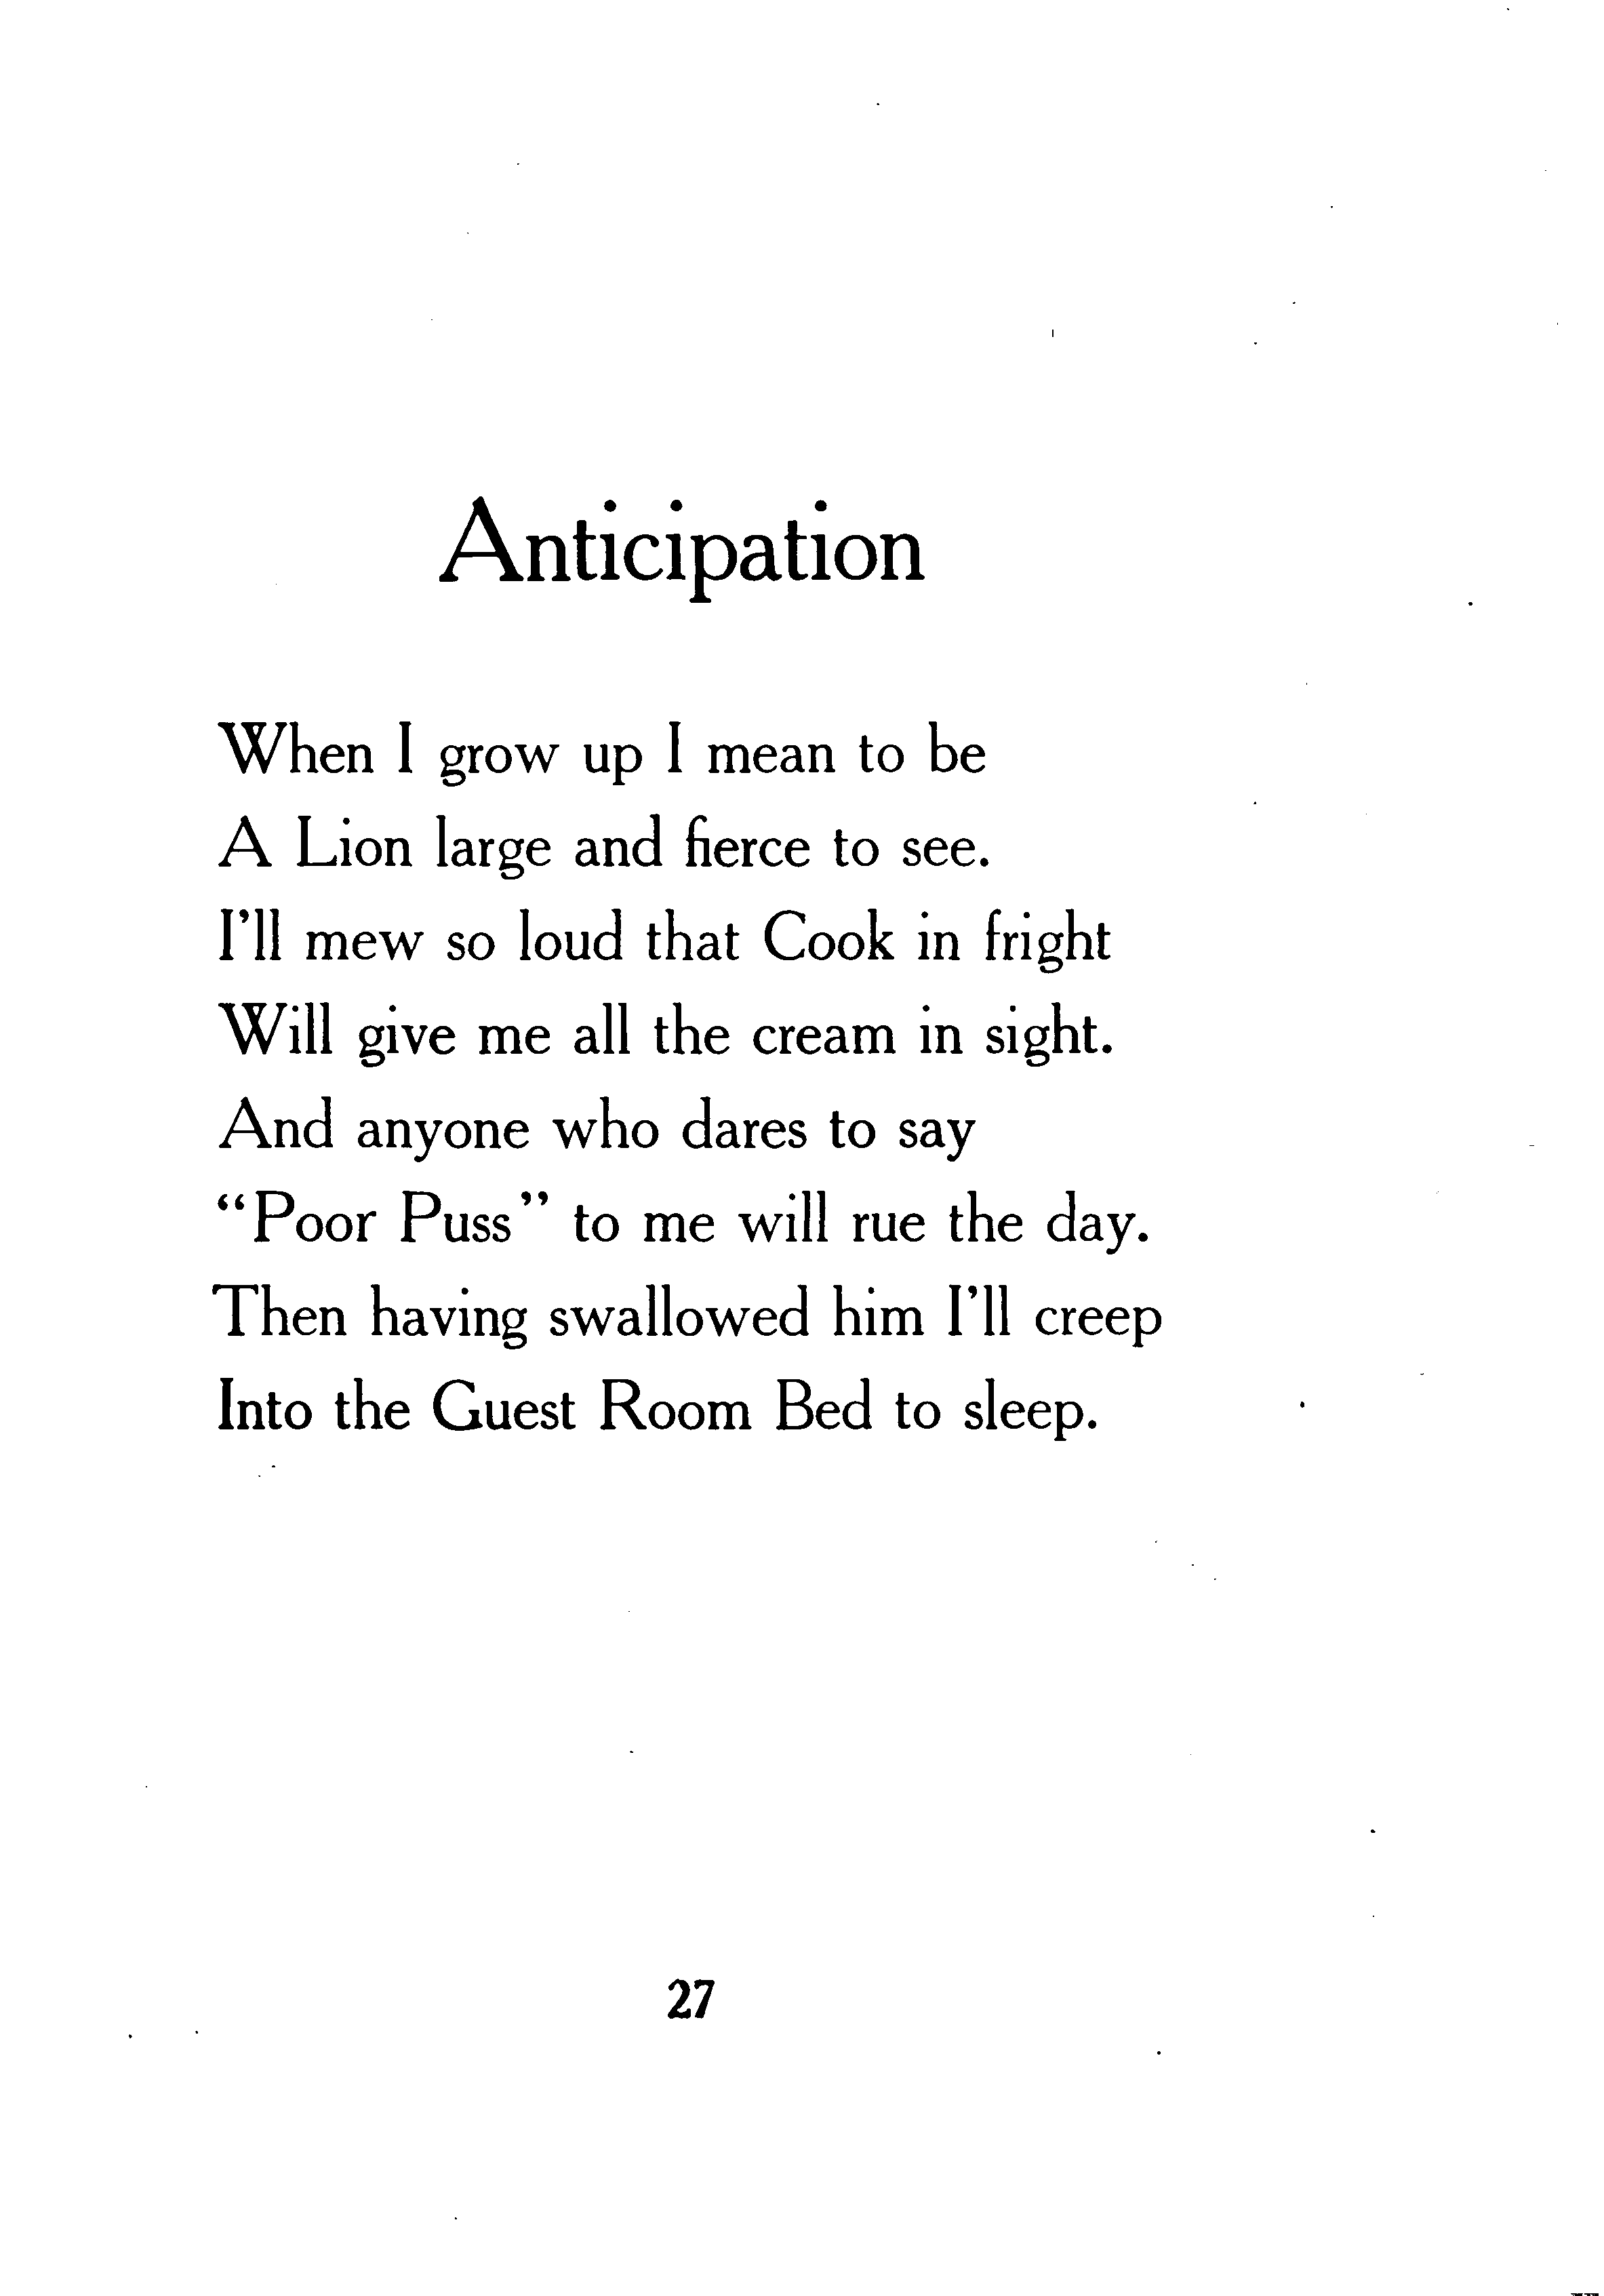 Anticipation
When I grow up I mean to be
A Lion large and fierce to see.
I'll mew so loud that Cook in fright
Will give me all the cream in sight.
And anyone who dares to say
“Poor Puss” to me will rue the day.
Then having swallowed him I'll creep
Into the Guest Room Bed to sleep.
27